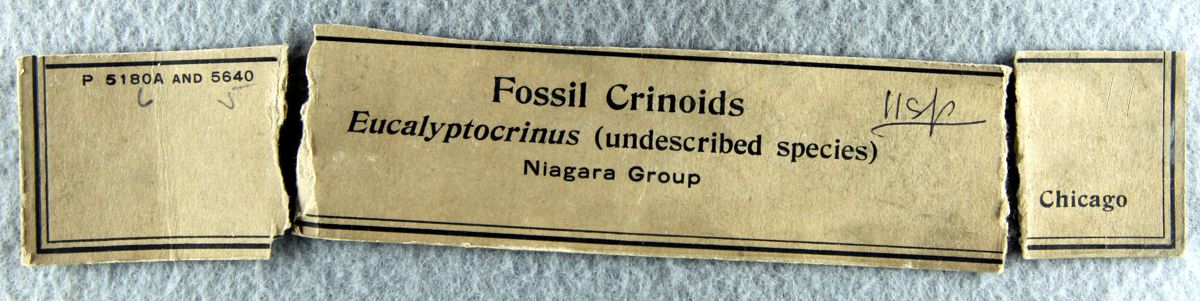 P 5180A AND 5640
Fossil Crinoids
Eucalyptocrinus (undescribed species)
Niagara Group
Chicago